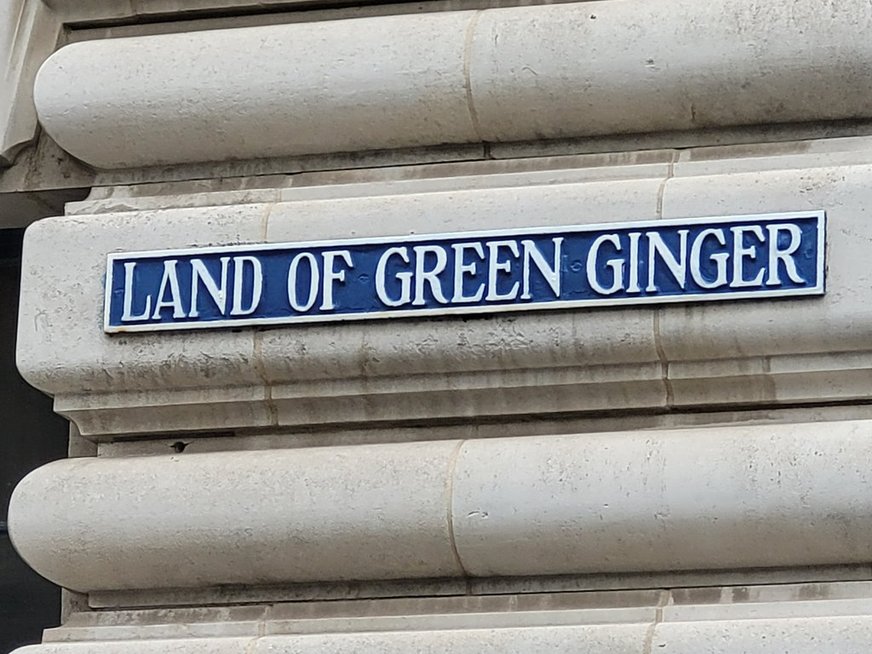 LAND OF GREEN GINGER